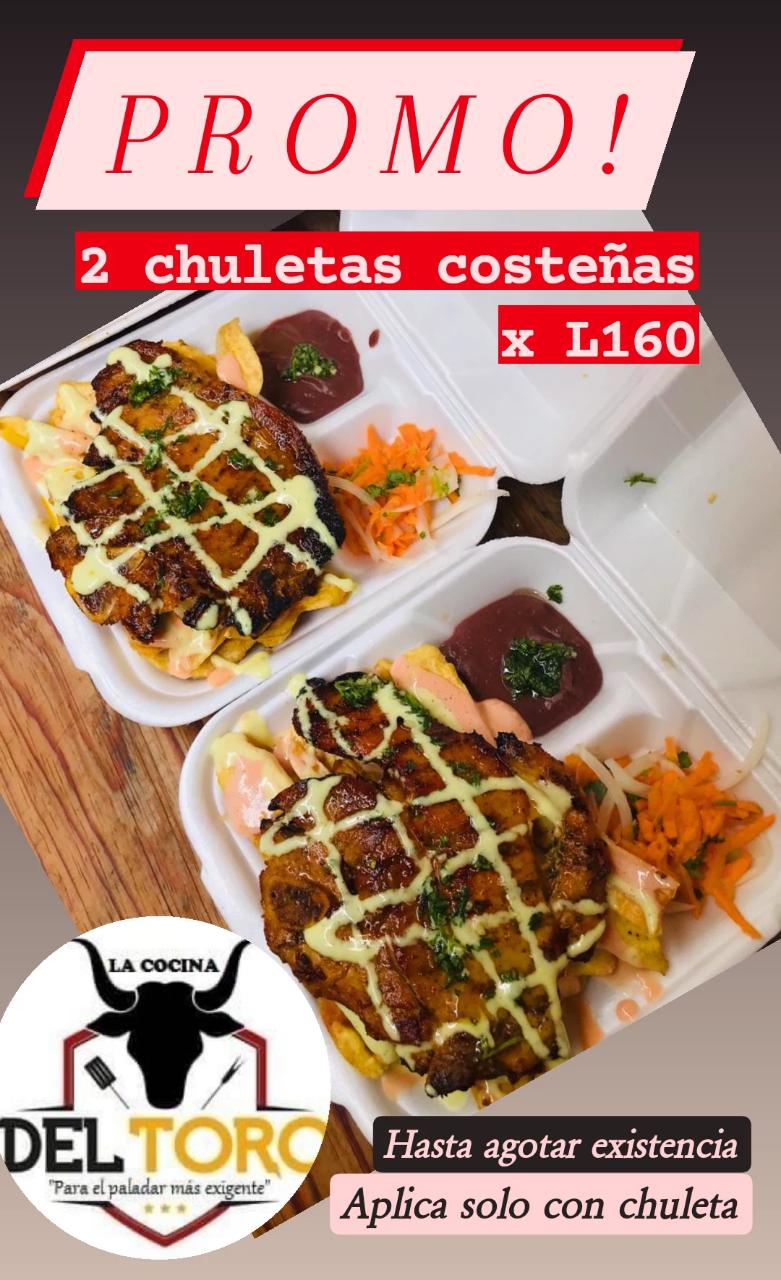 PROMO!
2 chuletas costeñas
x L160
LA COCINA
DEL TORO
"Para el paladar más exigente"
Hasta agotar existencia
Aplica solo con chuleta